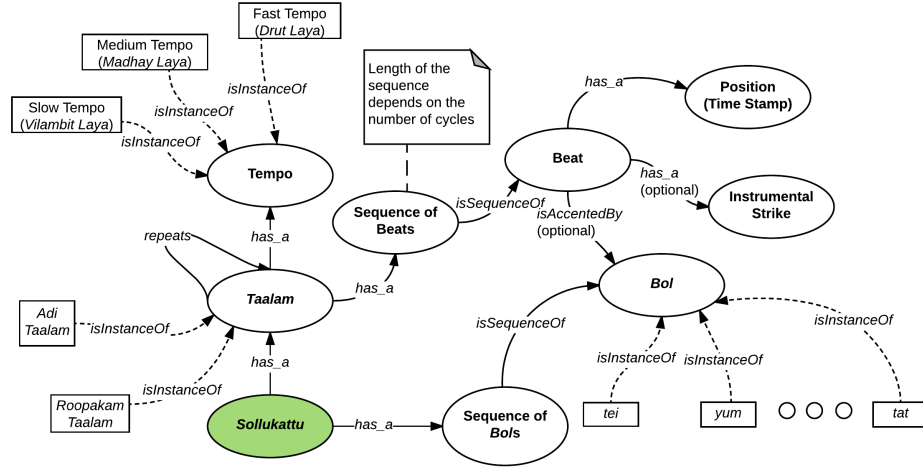 Fast Tempo
(Drut Laya)
Medium Tempo
(Madhay Laya)
Slow Tempo
(Vilambit Laya)
isInstanceOf
isInstanceOf
isInstanceOf
Tempo
Length of the
sequence
depends on the
number of cycles
has_a
Position
(Time Stamp)
Beat
has_a
(optional)
Instrumental
Strike
isSequenceOf
isAccentedBy
(optional)
Sequence of
Beats
repeats
has_a
Taalam
has_a
Bol
Adi
Taalam
isInstanceOf
isSequenceOf
isInstanceOf
has_a
isInstanceOf
isInstanceOf
isInstanceOf
Roopakam
Taalam
Sollukattu
has_a
Sequence of
Bols
tei
yum
tat